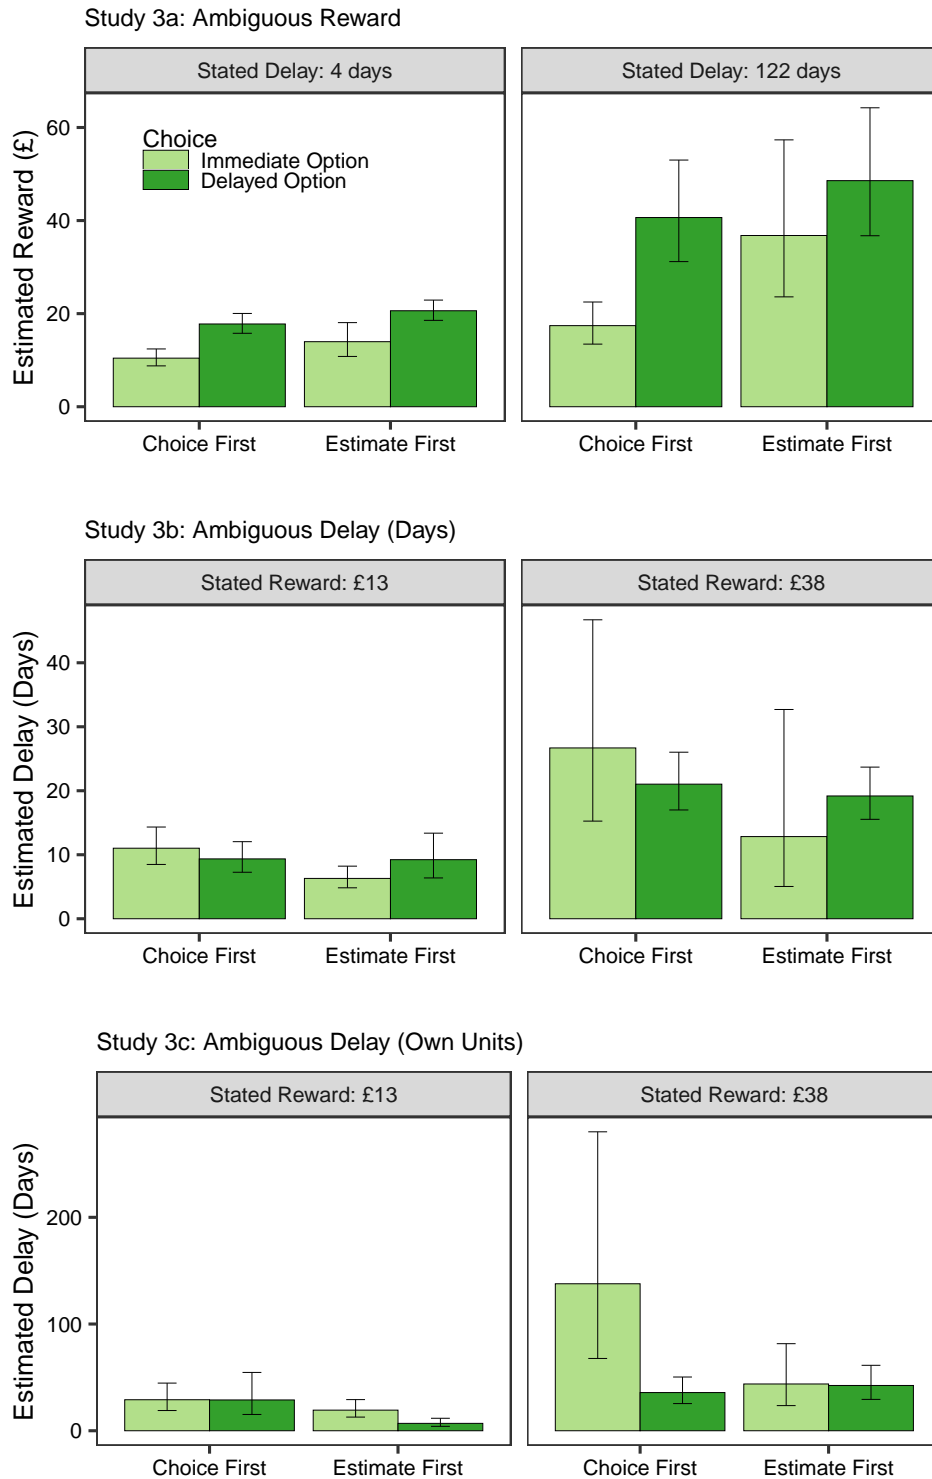 Study 3a: Ambiguous Reward
Stated Delay: 4 days
Stated Delay: 122 days
Estimated Reward (£)
60
40
20
0
Choice
Immediate Option
Delayed Option
Choice First
Estimate First
Choice First
Estimate First
Study 3b: Ambiguous Delay (Days)
Stated Reward: £13
Stated Reward: £38
Estimated Delay (Days)
40
30
20
10
0
Choice First
Estimate First
Choice First
Estimate First
Study 3c: Ambiguous Delay (Own Units)
Stated Reward: £13
Stated Reward: £38
Estimated Delay (Days)
200
100
0
Choice First
Estimate First
Choice First
Estimate First